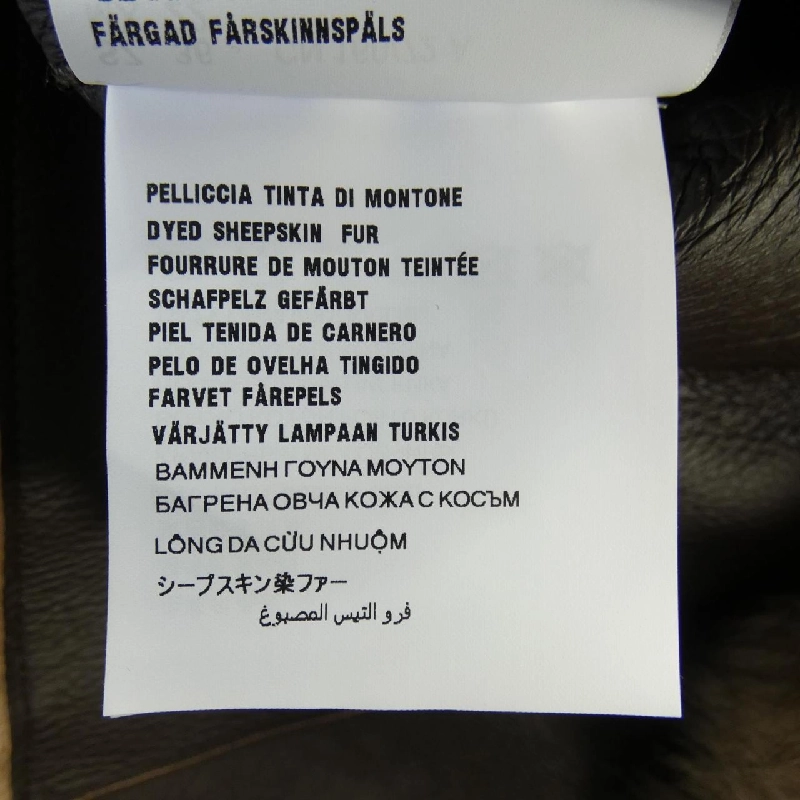 FÄRGAD FÅRSKINNSPÄLS
PELLICCIA TINTA DI MONTONE
DYED SHEEPSKIN FUR
FOURRURE DE MOUTON TEINTÉE
SCHAFPELZ GEFÄRBT
PIEL TENIDA DE CARNERO
PELO DE OVELHA TINGIDO
FARVET FÅREPELS
VÄRJÄTTY LAMPAAN TURKIS
ΒΑΜΜΕΝΗ ΓΟΥΝΑ ΜΟΥΤΟΝ
БАГРЕНА ОВЧА КОЖА С КОСЪМ
LÔNG DA CỪU NHUỘM
シープスキン染ファー
فرو التيس المصبوغ